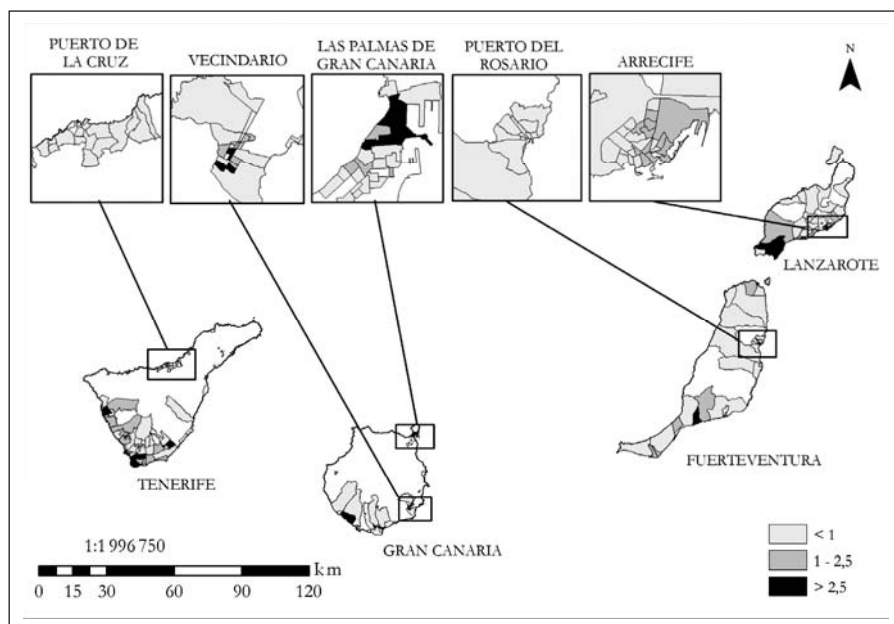 PUERTO DE
LA CRUZ
VECINDARIO
LAS PALMAS DE
GRAN CANARIA
PUERTO DEL
ROSARIO
ARRECIFE
N
LANZAROTE
FUERTEVENTURA
TENERIFE
GRAN CANARIA
1:1 996 750
km
0 15 30 60 90 120
< 1
1 - 2,5
> 2,5